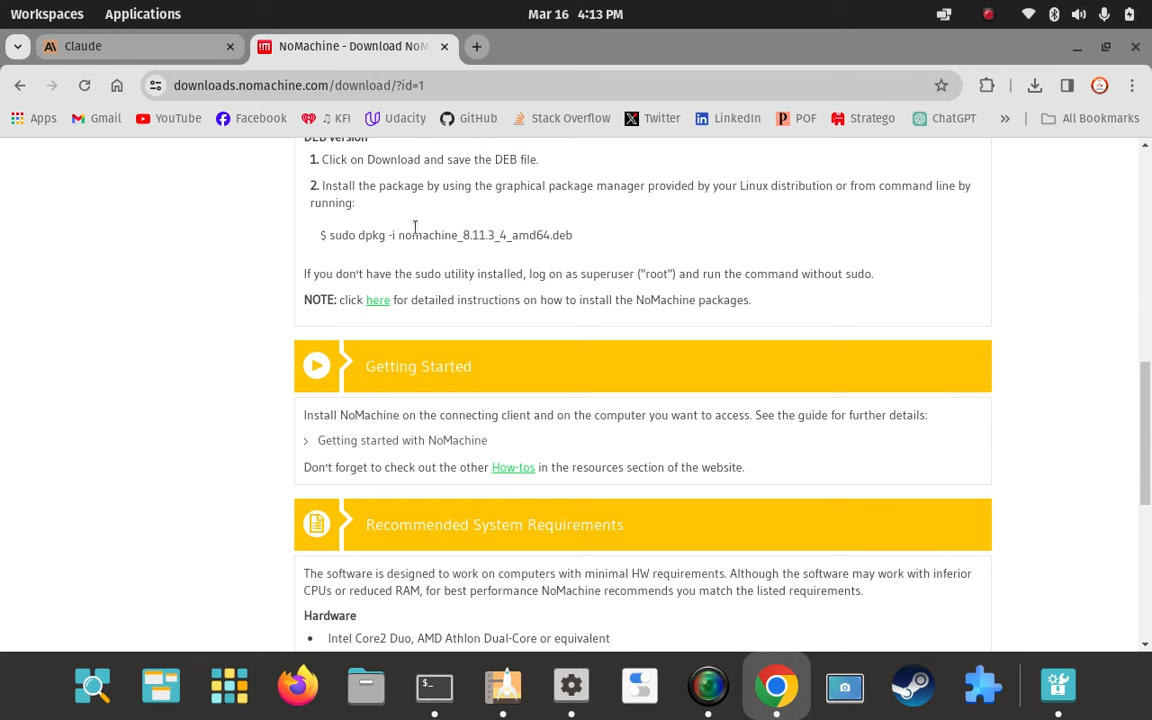 Workspaces Applications Mar 16 4:13 PM
Claude NoMachine - Download NoM
downloads.nomachine.com/download/?id=1
Apps Gmail YouTube Facebook ♫ KFI Udacity GitHub Stack Overflow Twitter LinkedIn POF Stratego ChatGPT » All Bookmarks
DEB version
1. Click on Download and save the DEB file.
2. Install the package by using the graphical package manager provided by your Linux distribution or from command line by
running:
$ sudo dpkg -i nomachine_8.11.3_4_amd64.deb
If you don't have the sudo utility installed, log on as superuser ("root") and run the command without sudo.
NOTE: click here for detailed instructions on how to install the NoMachine packages.
Getting Started
Install NoMachine on the connecting client and on the computer you want to access. See the guide for further details:
> Getting started with NoMachine
Don't forget to check out the other How-tos in the resources section of the website.
Recommended System Requirements
The software is designed to work on computers with minimal HW requirements. Although the software may work with inferior
CPUs or reduced RAM, for best performance NoMachine recommends you match the listed requirements.
Hardware
• Intel Core2 Duo, AMD Athlon Dual-Core or equivalent